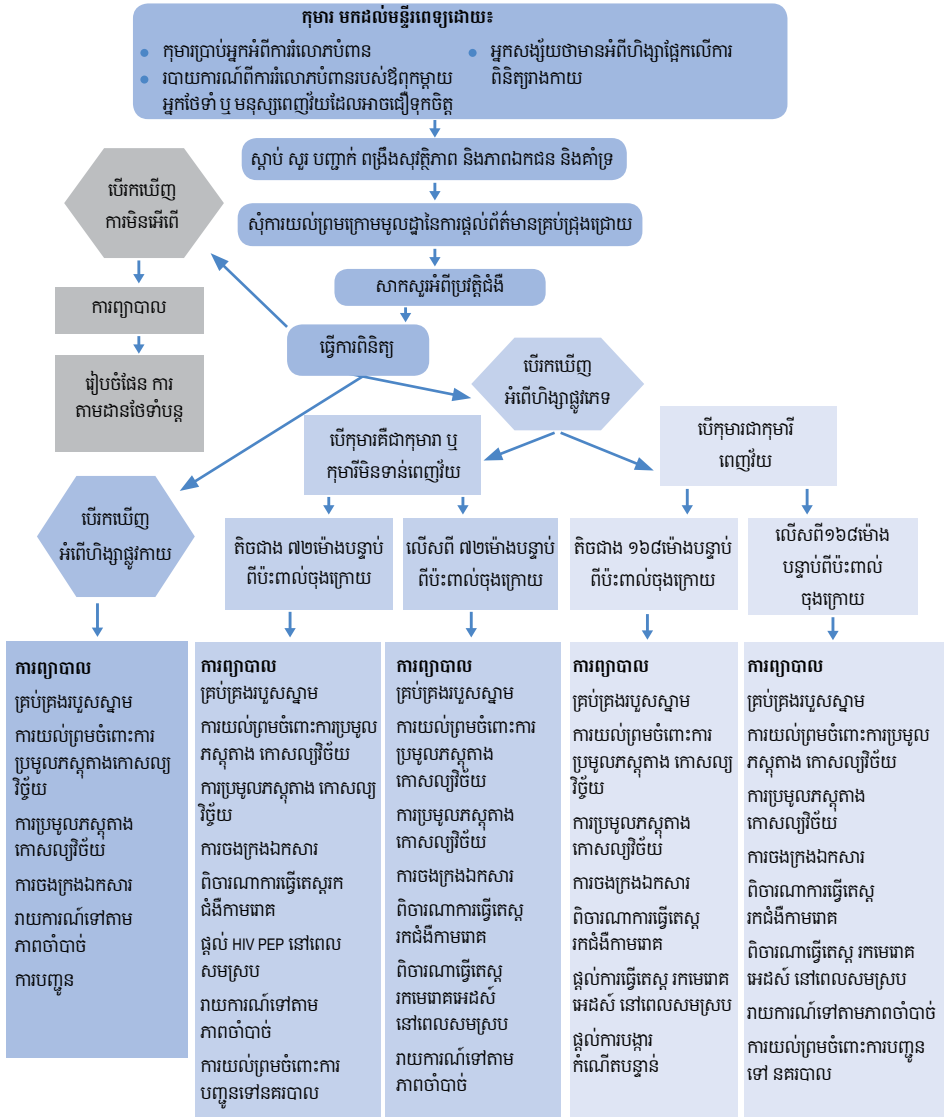 កុមារ មកដល់មន្ទីរពេទ្យដោយ៖
កុមារប្រាប់អ្នកអំពីការរំលោភបំពាន
របាយការណ៍ពីការរំលោភបំពានរបស់ឪពុកម្តាយ
អ្នកថែទាំ ឬ មនុស្សពេញវ័យដែលអាចជឿទុកចិត្ត
អ្នកសង្ស័យថាមានអំពីហិង្សាផ្អែកលើការ
ពិនិត្យរាងកាយ
ស្តាប់ សួរ បញ្ជាក់ ពង្រឹងសុវត្ថិភាព និងភាពឯកជន និងគាំទ្រ
សុំការយល់ព្រមក្រោមមូលដ្ឋាននៃការផ្តល់ព័ត៌មានគ្រប់ជ្រុងជ្រោយ
សាកសួរអំពីប្រវត្តិជំងឺ
ធ្វើការពិនិត្យ
បើរកឃើញ
ការមិនអើពើ
ការព្យាបាល
រៀបចំផែន ការ
តាមដានថែទាំបន្ត
បើរកឃើញ
អំពើហិង្សាផ្លូវភេទ
បើកុមារគឺជាកុមារា ឬ
កុមារីមិនទាន់ពេញវ័យ
បើកុមារជាកុមារី
ពេញវ័យ
បើរកឃើញ
អំពើហិង្សាផ្លូវកាយ
តិចជាង ៧២ម៉ោងបន្ទាប់
ពីប៉ះពាល់ចុងក្រោយ
លើសពី ៧២ម៉ោងបន្ទាប់
ពីប៉ះពាល់ចុងក្រោយ
តិចជាង ១៦៨ម៉ោងបន្ទាប់
ពីប៉ះពាល់ចុងក្រោយ
លើសពី១៦៨ម៉ោង
បន្ទាប់ពីប៉ះពាល់
ចុងក្រោយ
ការព្យាបាល
គ្រប់គ្រងរបួសស្នាម
ការយល់ព្រមចំពោះការ
ប្រមូលភស្តុតាងកោសល្យ
វិច្ច័យ
ការប្រមូលភស្តុតាង
កោសល្យវិច័យ
ការចងក្រងឯកសារ
រាយការណ៍ទៅតាម
ភាពចាំបាច់
ការបញ្ជូន
ការព្យាបាល
គ្រប់គ្រងរបួសស្នាម
ការយល់ព្រមចំពោះការប្រមូល
ភស្តុតាង កោសល្យវិច័យ
ការប្រមូលភស្តុតាង កោសល្យ
វិច្ច័យ
ការចងក្រងឯកសារ
ពិចារណាការធ្វើតេស្តរក
ជំងឺកាមរោគ
ផ្តល់ HIV PEP នៅពេល
សមស្រប
រាយការណ៍ទៅតាម
ភាពចាំបាច់
ការយល់ព្រមចំពោះការ
បញ្ជូនទៅនគរបាល
ការព្យាបាល
គ្រប់គ្រងរបួសស្នាម
ការយល់ព្រមចំពោះការ
ប្រមូលភស្តុតាង
កោសល្យវិច័យ
ការប្រមូលភស្តុតាង
កោសល្យវិច័យ
ការចងក្រងឯកសារ
ពិចារណាការធ្វើតេស្ត
រកជំងឺកាមរោគ
ពិចារណាធ្វើតេស្ត
រកមេរោគអេដស៍
នៅពេលសមស្រប
រាយការណ៍ទៅតាម
ភាពចាំបាច់
ការព្យាបាល
គ្រប់គ្រងរបួសស្នាម
ការយល់ព្រមចំពោះការ
ប្រមូលភស្តុតាង កោសល្យ
វិច្ច័យ
ការប្រមូលភស្តុតាង
កោសល្យវិច័យ
ការចងក្រងឯកសារ
ពិចារណាការធ្វើតេស្ត
រកជំងឺកាមរោគ
ផ្តល់ការធ្វើតេស្ត រកមេរោគ
អេដស៍ នៅពេលសមស្រប
ផ្តល់ការបង្ការ
កំណើតបន្ទាន់
ការព្យាបាល
គ្រប់គ្រងរបួសស្នាម
ការយល់ព្រមចំពោះការប្រមូល
ភស្តុតាង កោសល្យវិច័យ
ការប្រមូលភស្តុតាង
កោសល្យវិច័យ
ការចងក្រងឯកសារ
ពិចារណាការធ្វើតេស្ត
រកជំងឺកាមរោគ
ពិចារណាធ្វើតេស្ត រកមេរោគ
អេដស៍ នៅពេលសមស្រប
រាយការណ៍ទៅតាមភាពចាំបាច់
ការយល់ព្រមចំពោះការបញ្ជូន
ទៅ នគរបាល